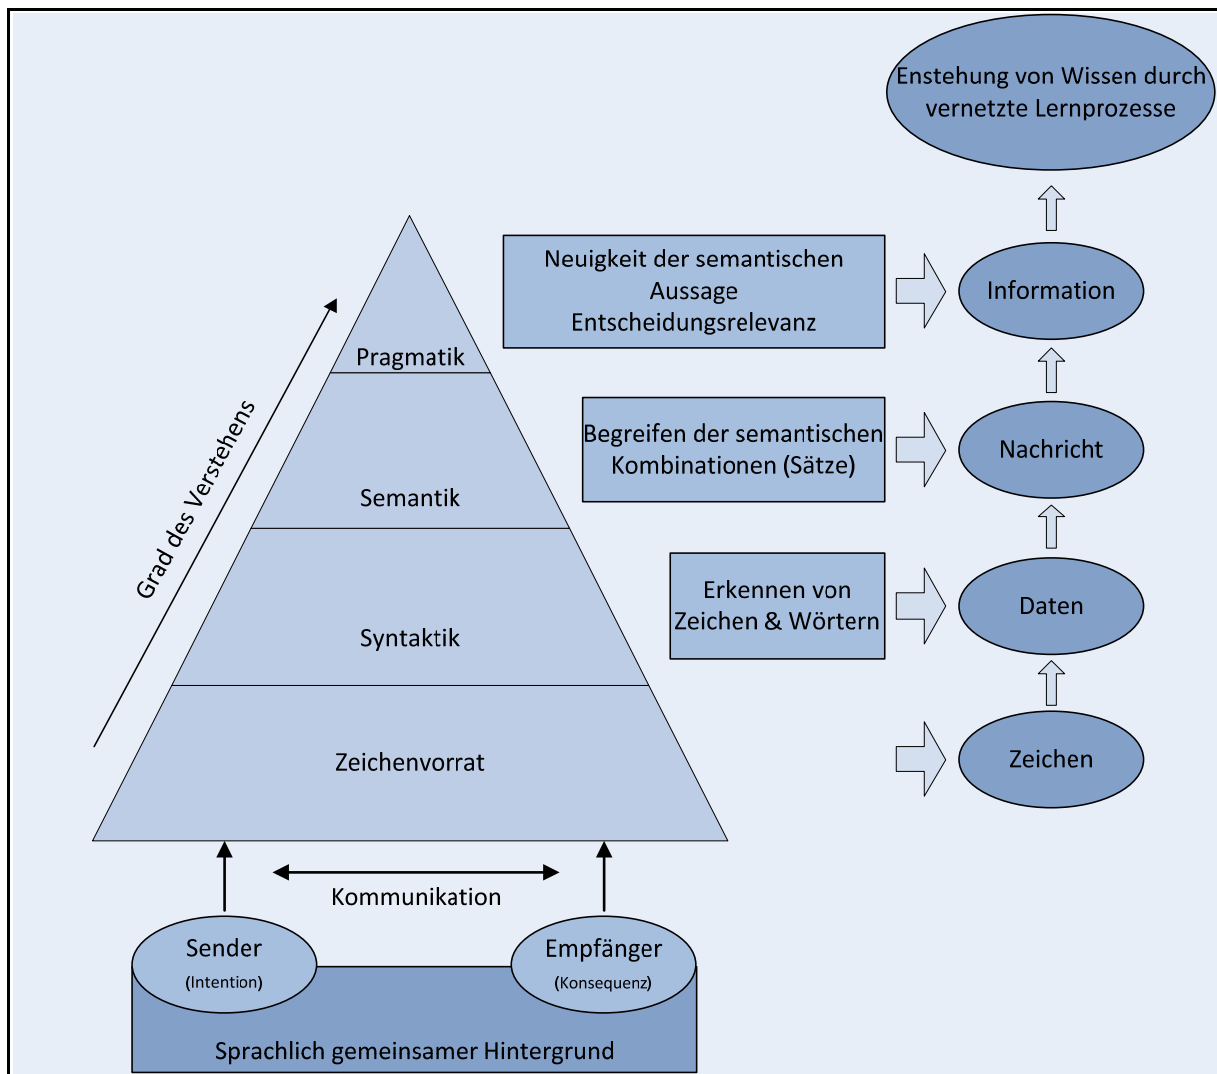 Enstehung von Wissen durch
vernetzte Lernprozesse
Neuigkeit der semantischen
Aussage
Entscheidungsrelevanz
Information
Pragmatik
Grad des Verstehens
Begreifen der semantischen
Kombinationen (Sätze)
Nachricht
Semantik
Erkennen von
Zeichen & Wörtern
Daten
Syntaktik
Zeichenvorrat
Zeichen
Kommunikation
Sender
(Intention)
Empfänger
(Konsequenz)
Sprachlich gemeinsamer Hintergrund